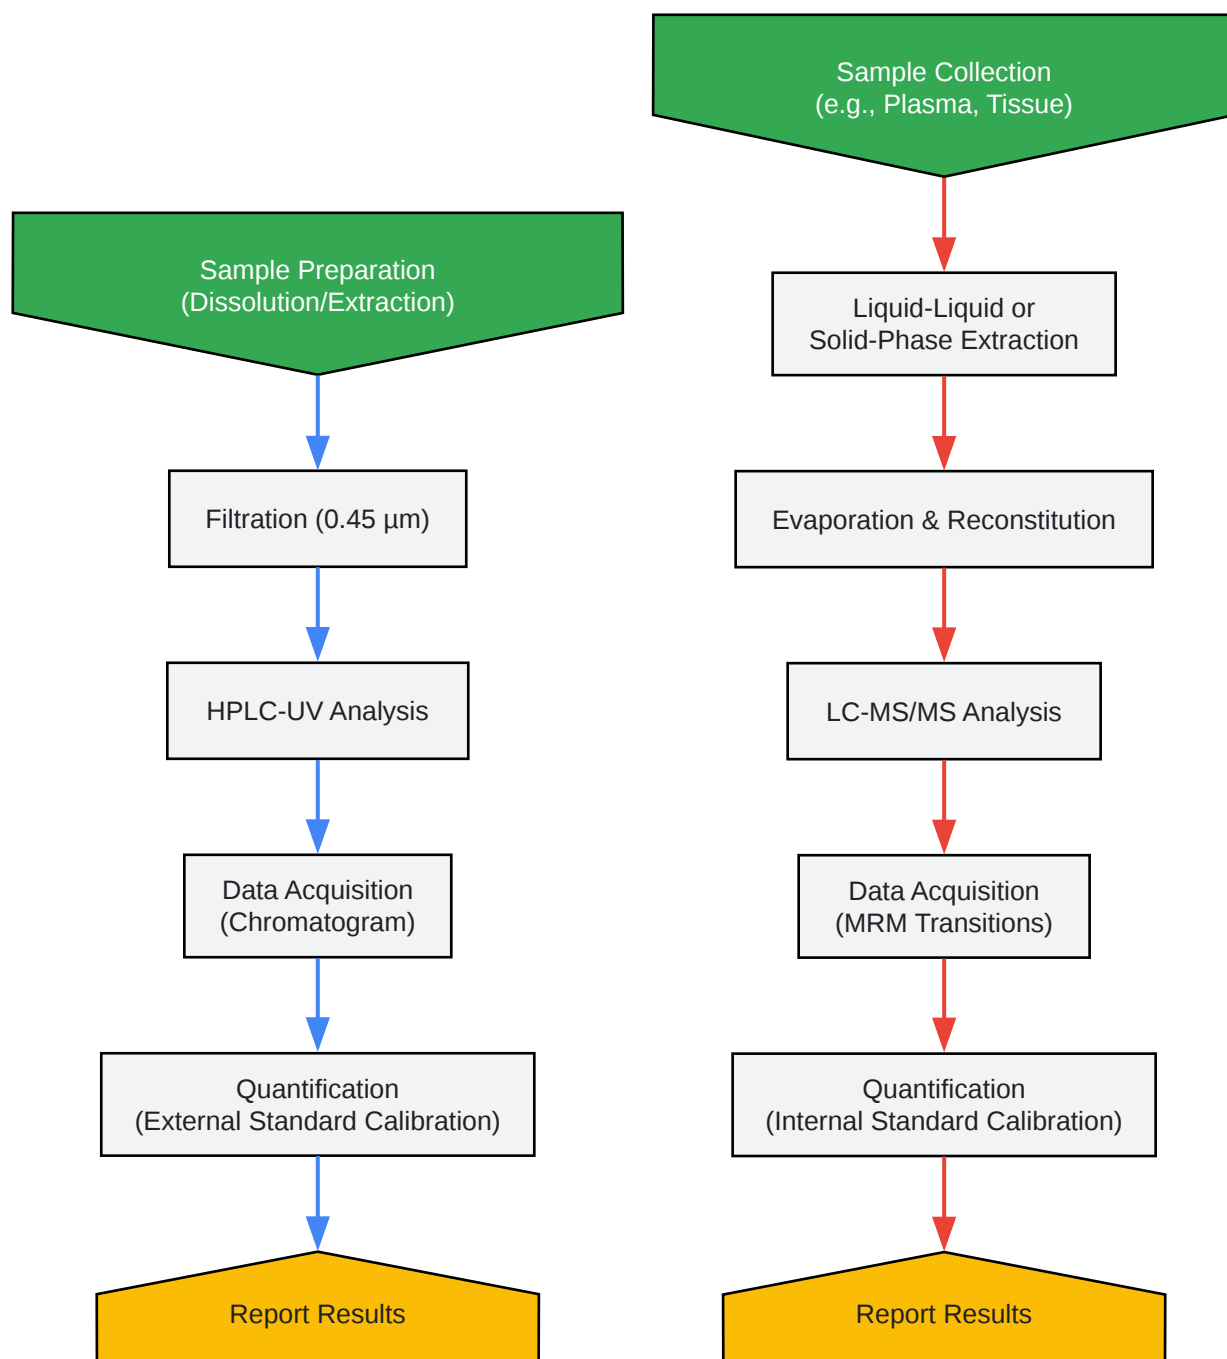 Sample Preparation
(Dissolution/Extraction)
Filtration (0.45 µm)
HPLC-UV Analysis
Data Acquisition
(Chromatogram)
Quantification
(External Standard Calibration)
Report Results
Sample Collection
(e.g., Plasma, Tissue)
Liquid-Liquid or
Solid-Phase Extraction
Evaporation & Reconstitution
LC-MS/MS Analysis
Data Acquisition
(MRM Transitions)
Quantification
(Internal Standard Calibration)
Report Results